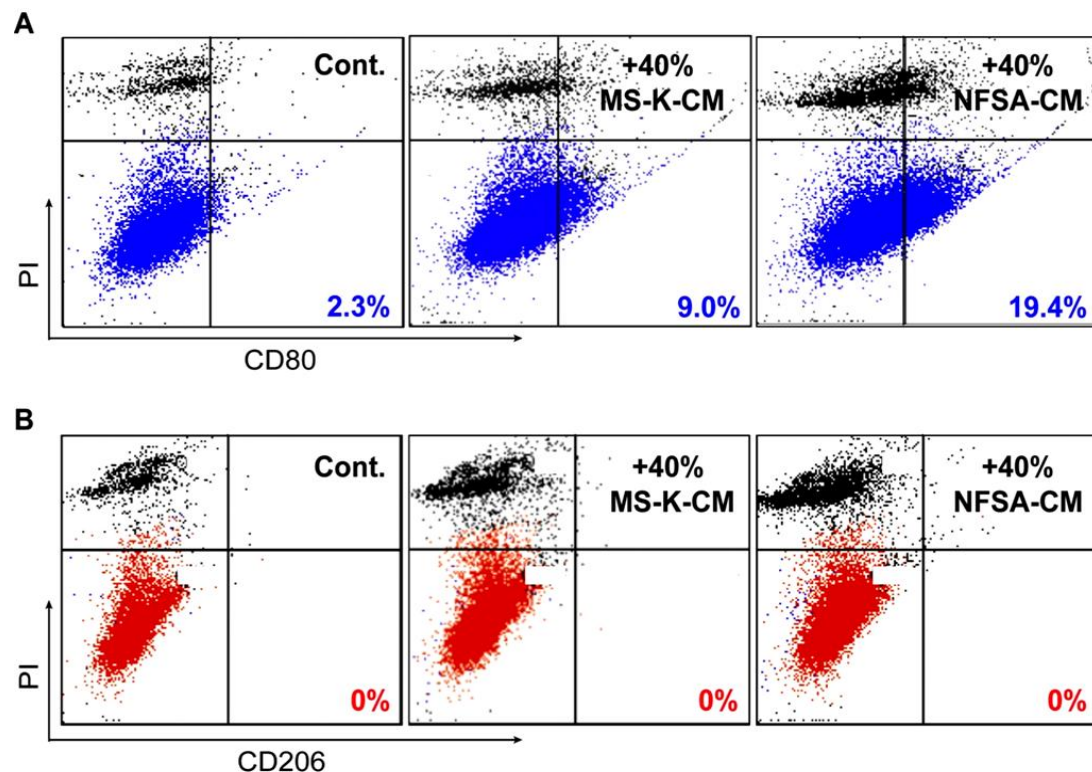 A
Cont.
+40%
MS-K-CM
+40%
NFSA-CM
2.3%
9.0%
19.4%
PI
CD80
B
Cont.
+40%
MS-K-CM
+40%
NFSA-CM
0%
0%
0%
PI
CD206